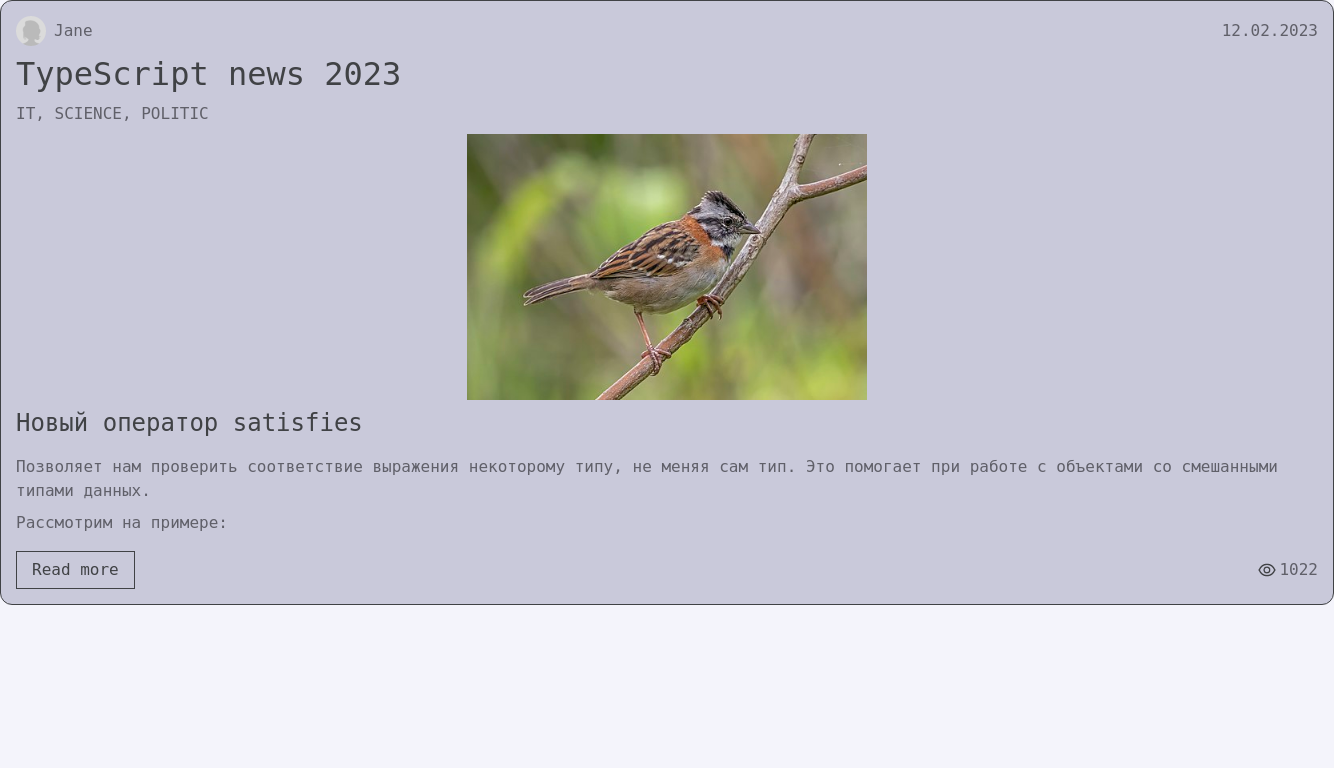 Jane
12.02.2023
TypeScript news 2023
IT, SCIENCE, POLITIC
Новый оператор satisfies
Позволяет нам проверить соответствие выражения некоторому типу, не меняя сам тип. Это помогает при работе с объектами со смешанными
типами данных.
Рассмотрим на примере:
Read more
1022